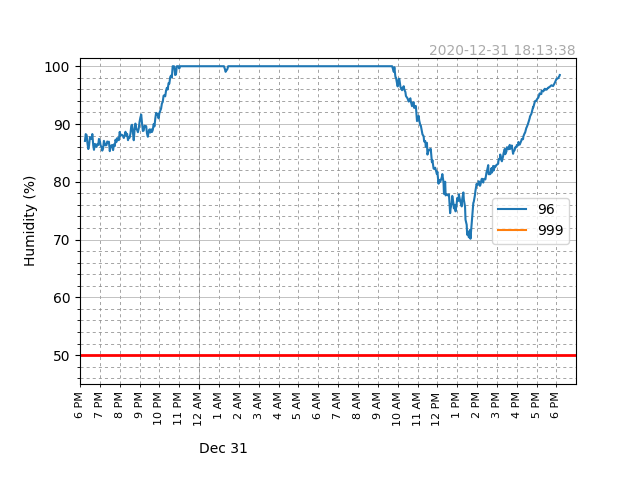 2020-12-31 18:13:38
100
90
80
70
60
50
Humidity (%)
96
999
6 PM
7 PM
8 PM
9 PM
10 PM
11 PM
12 AM
1 AM
2 AM
3 AM
4 AM
5 AM
6 AM
7 AM
8 AM
9 AM
10 AM
11 AM
12 PM
1 PM
2 PM
3 PM
4 PM
5 PM
6 PM
Dec 31